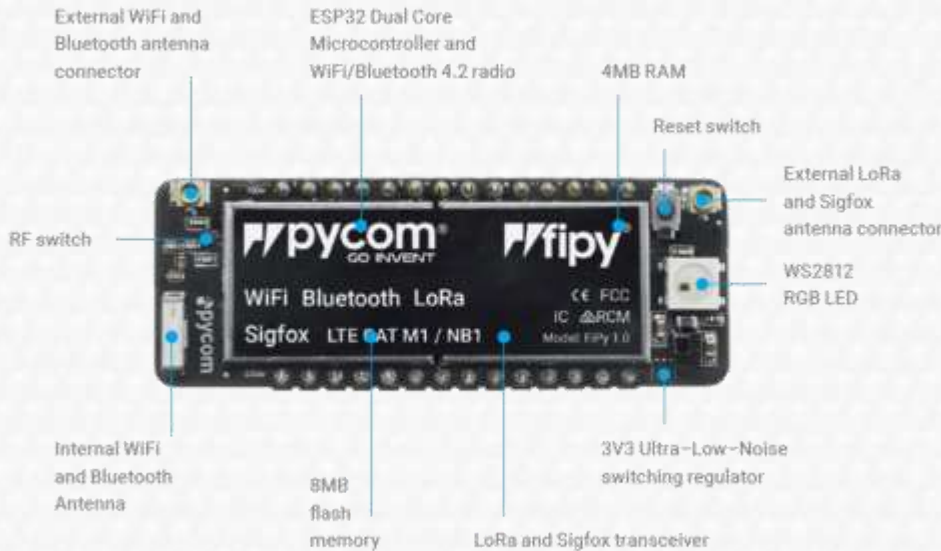 External WiFi and
Bluetooth antenna
connector
ESP32 Dual Core
Microcontroller and
WiFi/Bluetooth 4.2 radio
4MB RAM
Reset switch
External LoRa
and Sigfox
antenna connector
RF switch
WS2812
RGB LED
pycom®
GO INVENT
fipy
WiFi Bluetooth LoRa
CE FCC
IC RCM
Sigfox LTE CAT M1 / NB1
Model: FiPy 1.0
pycom
Internal WiFi
and Bluetooth
Antenna
8MB
flash
memory
LoRa and Sigfox transceiver
3V3 Ultra-Low-Noise
switching regulator